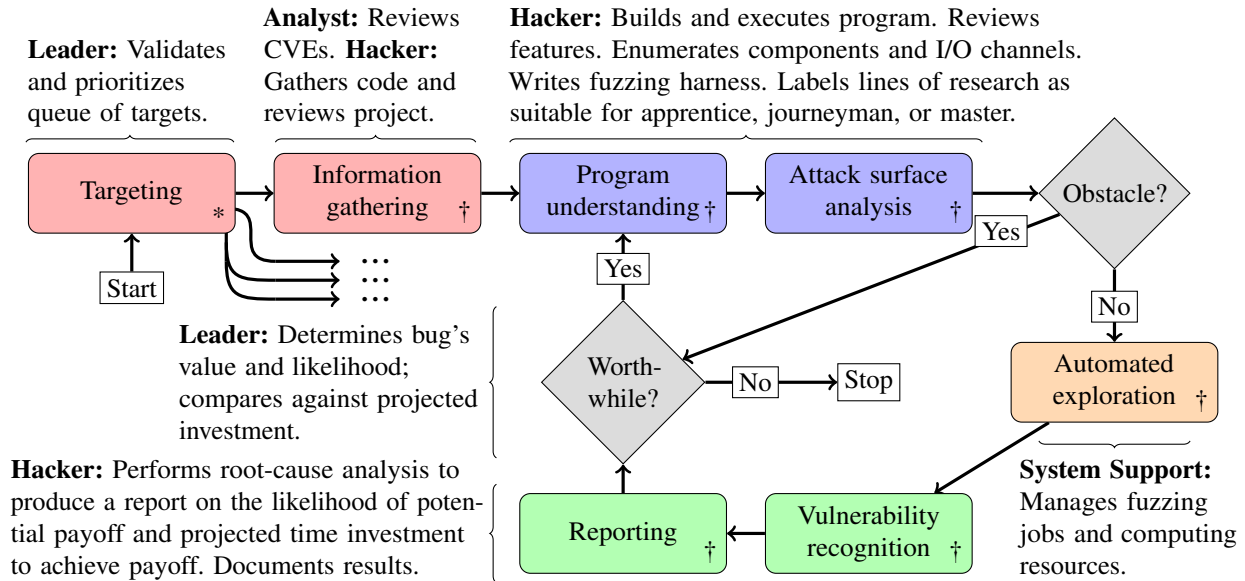 Leader: Validates
and prioritizes
queue of targets.
Analyst: Reviews
CVEs. Hacker:
Gathers code and
reviews project.
Hacker: Builds and executes program. Reviews
features. Enumerates components and I/O channels.
Writes fuzzing harness. Labels lines of research as
suitable for apprentice, journeyman, or master.
Targeting
*
Information
gathering †
Program
understanding †
Attack surface
analysis †
Obstacle?
Start
...
...
...
Yes
Yes
No
Leader: Determines bug's
value and likelihood;
compares against projected
investment.
Worth-
while?
No
Stop
Automated
exploration †
Hacker: Performs root-cause analysis to
produce a report on the likelihood of poten-
tial payoff and projected time investment
to achieve payoff. Documents results.
Reporting
†
Vulnerability
recognition †
System Support:
Manages fuzzing
jobs and computing
resources.